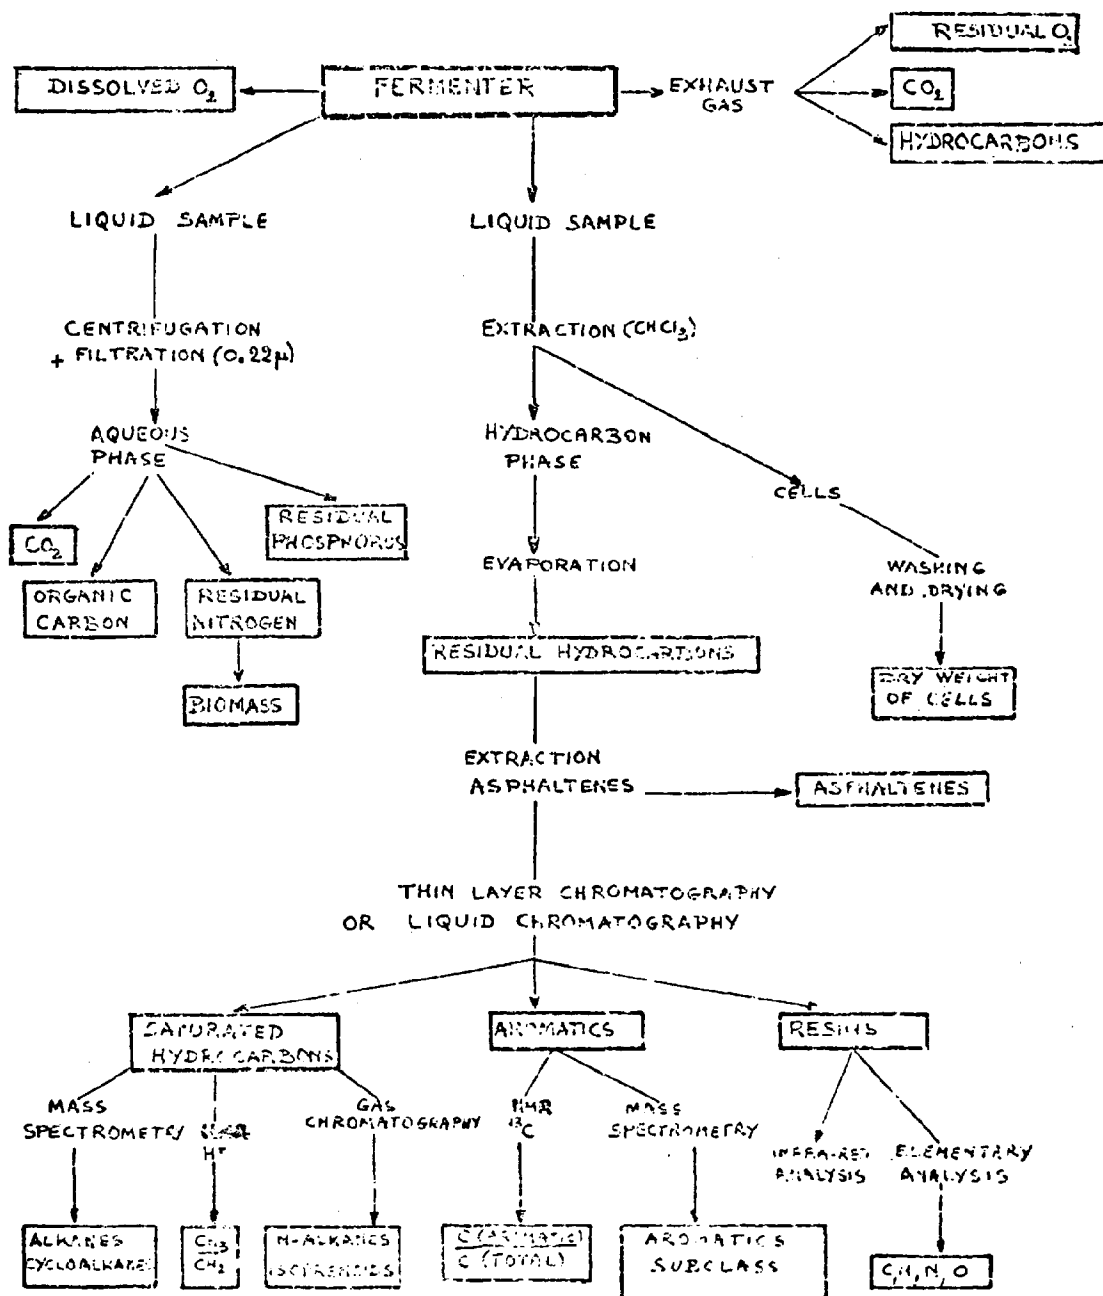 RESIDUAL O2
DISSOLVED O2
FERMENTER
EXHAUST
GAS
CO2
HYDROCARBONS
LIQUID SAMPLE
LIQUID SAMPLE
CENTRIFUGATION
+ FILTRATION (0.22μ)
EXTRACTION (CHCl3)
AQUEOUS
PHASE
HYDROCARBON
PHASE
CELLS
CO2
RESIDUAL
PHOSPHORUS
ORGANIC
CARBON
RESIDUAL
NITROGEN
EVAPORATION
WASHING
AND DRYING
RESIDUAL HYDROCARBONS
BIOMASS
DRY WEIGHT
OF CELLS
EXTRACTION
ASPHALTENES
ASPHALTENES
THIN LAYER CHROMATOGRAPHY
OR LIQUID CHROMATOGRAPHY
SATURATED
HYDROCARBONS
AROMATICS
RESINS
MASS
SPECTROMETRY
NMR
H+
GAS
CHROMATOGRAPHY
NMR
13C
MASS
SPECTROMETRY
INFRA-RED
ANALYSIS
ELEMENTARY
ANALYSIS
ALKANES
CYCLOALKANES
CH3
CH2
N-ALKANES
ISOPRENOIDS
C (AROMATIC)
C (TOTAL)
AROMATICS
SUBCLASS
C,H,N,O